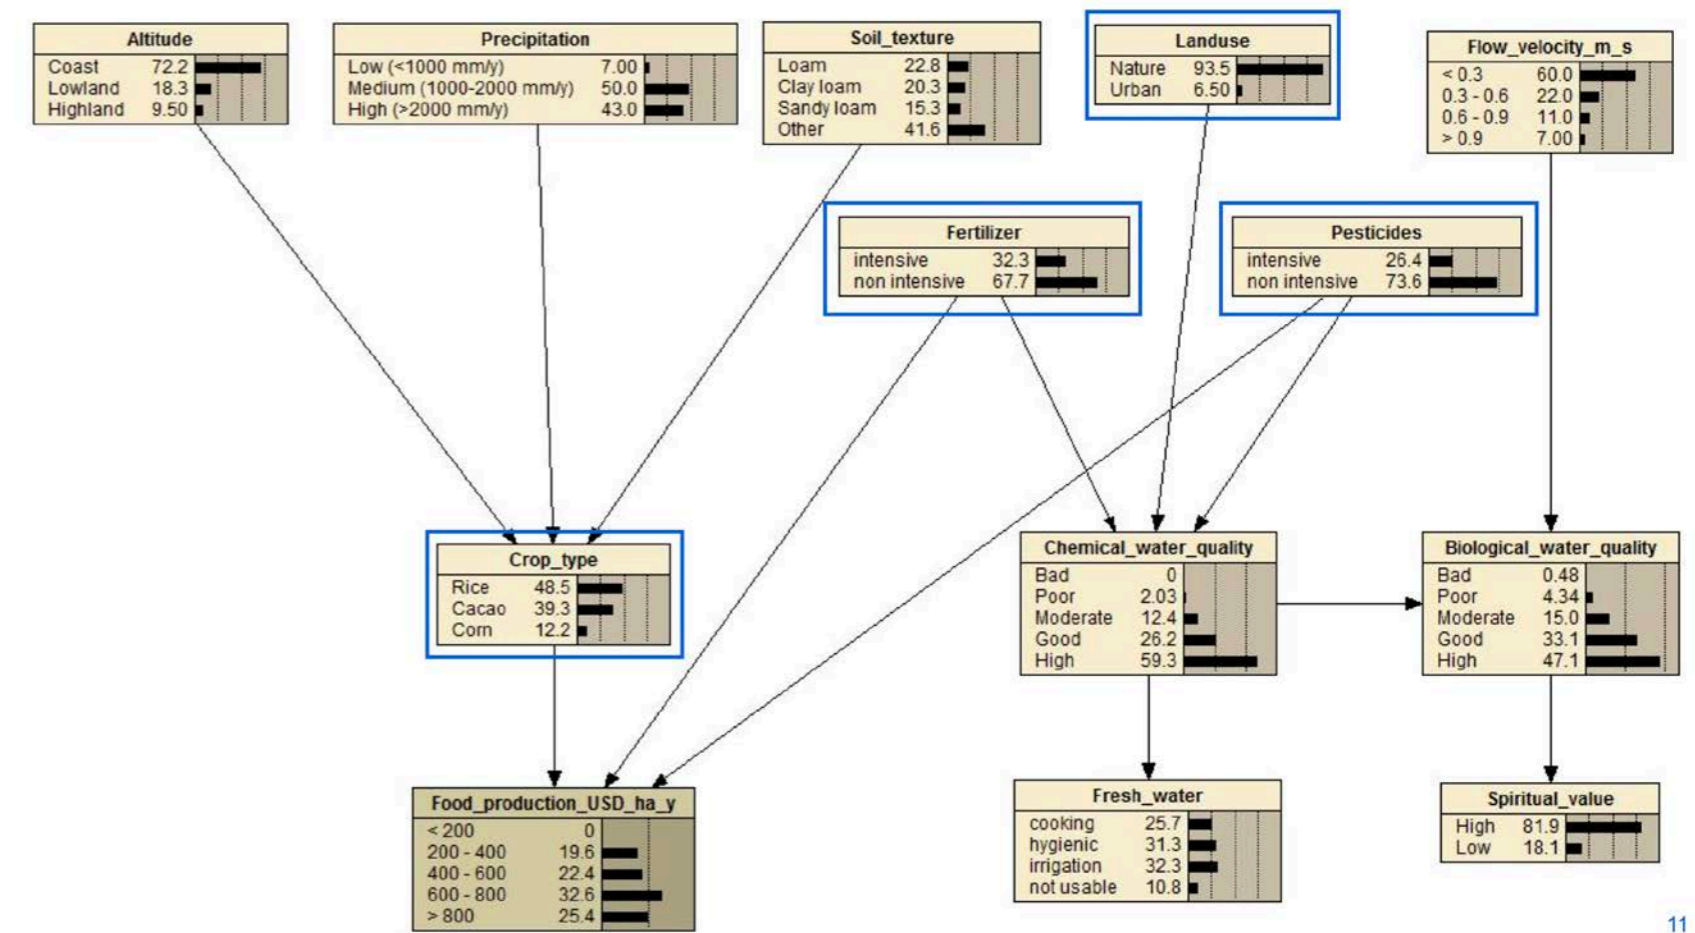 Altitude
Coast 72.2
Lowland 18.3
Highland 9.50
Precipitation
Low (<1000 mm/y) 7.00
Medium (1000-2000 mm/y) 50.0
High (>2000 mm/y) 43.0
Soil_texture
Loam 22.8
Clay loam 20.3
Sandy loam 15.3
Other 41.6
Landuse
Nature 93.5
Urban 6.50
Flow_velocity_m_s
< 0.3 60.0
0.3 - 0.6 22.0
0.6 - 0.9 11.0
> 0.9 7.00
Fertilizer
intensive 32.3
non intensive 67.7
Pesticides
intensive 26.4
non intensive 73.6
Crop_type
Rice 48.5
Cacao 39.3
Corn 12.2
Chemical_water_quality
Bad 0
Poor 2.03
Moderate 12.4
Good 26.2
High 59.3
Biological_water_quality
Bad 0.48
Poor 4.34
Moderate 15.0
Good 33.1
High 47.1
Food_production_USD_ha_y
< 200 0
200 - 400 19.6
400 - 600 22.4
600 - 800 32.6
> 800 25.4
Fresh_water
cooking 25.7
hygienic 31.3
irrigation 32.3
not usable 10.8
Spiritual_value
High 81.9
Low 18.1
11